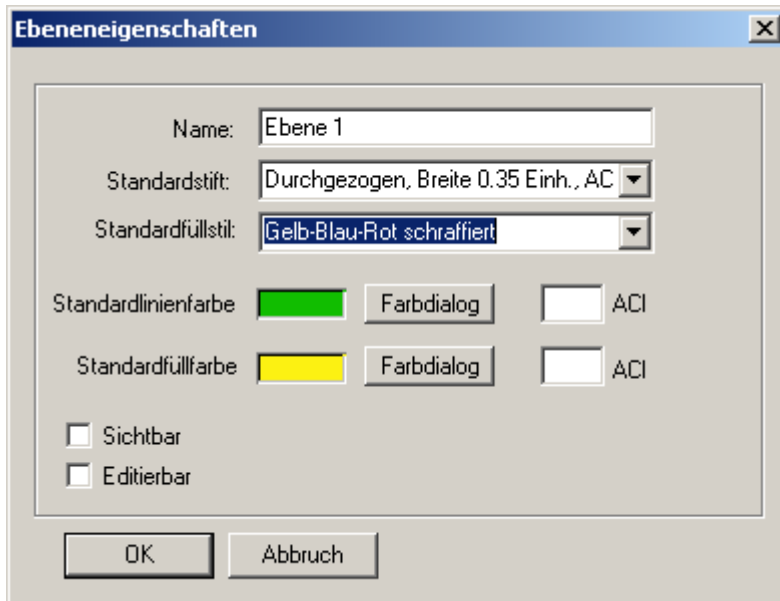 Ebeneneigenschaften
Name: Ebene 1
Standardstift: Durchgezogen, Breite 0.35 Einh., AC
Standardfüllstil: Gelb-Blau-Rot schraffiert
Standardlinienfarbe Farbdialog ACI
Standardfüllfarbe Farbdialog ACI
Sichtbar
Editierbar
OK Abbruch